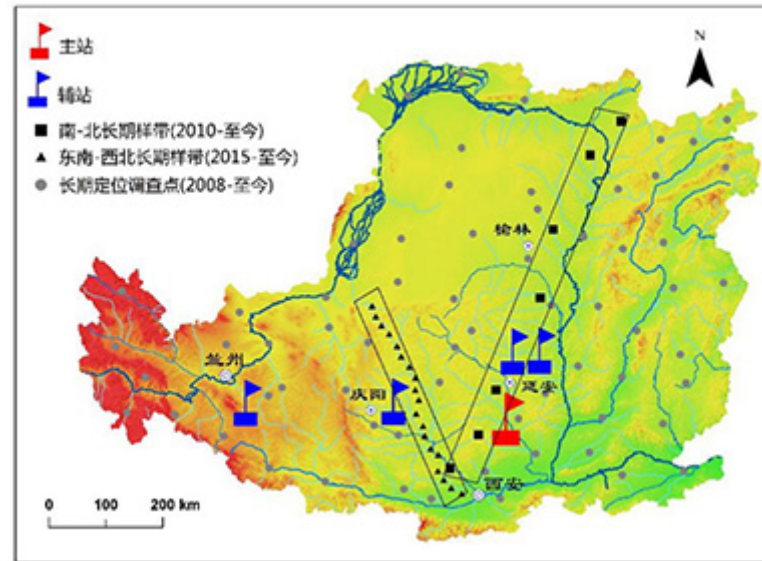 主站
N
辅站
南-北长期样带(2010-至今)
东南-西北长期样带(2015-至今)
长期定位调查点(2008-至今)
榆林
兰州
庆阳
延安
西安
0 100 200 km